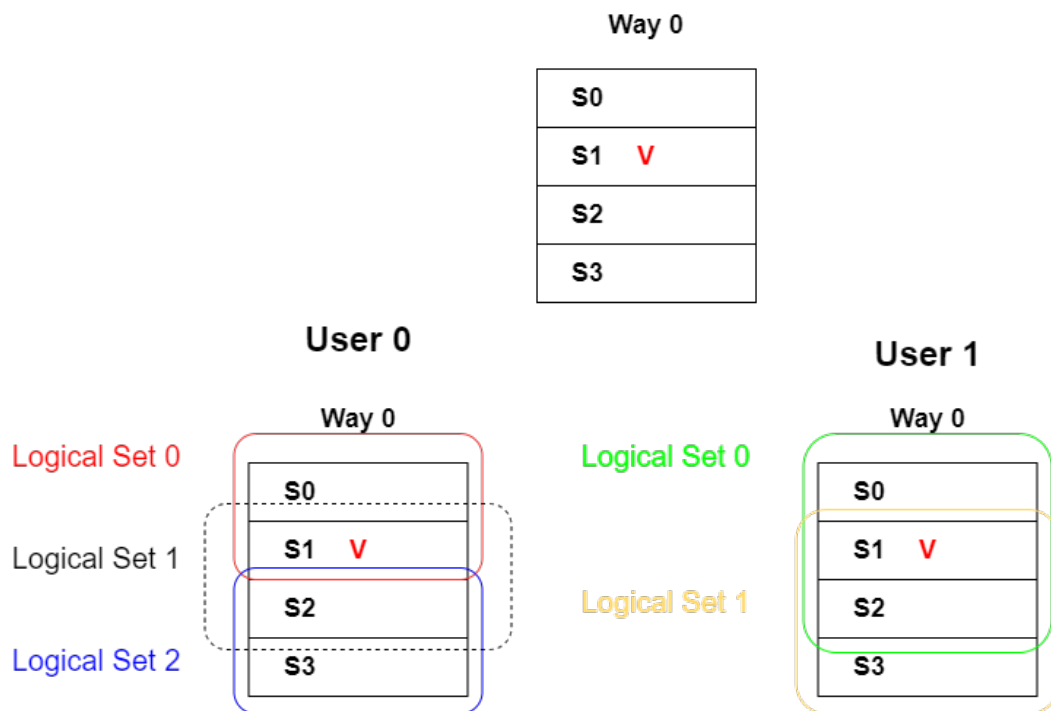 Way 0
S0
S1 V
S2
S3
User 0
User 1
Way 0
Way 0
Logical Set 0
S0
Logical Set 1
S1 V
S2
Logical Set 2
S3
Logical Set 0
S0
S1 V
Logical Set 1
S2
S3